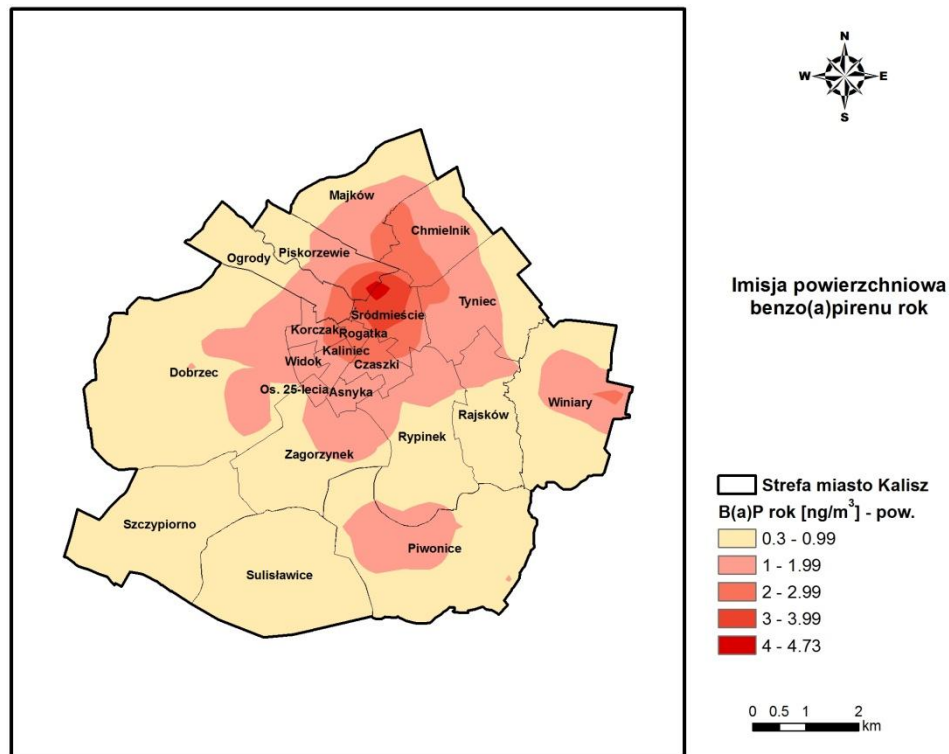 N
W E
S
Majków
Chmielnik
Piskorzewie
Ogrody
Imisja powierzchniowa
benzo(a)pirenu rok
Tyniec
Śródmieście
Korczak
Rogatka
Kaliniec
Widok
Czaszki
Dobrzec
Os. 25-lecia
Asnyka
Winiary
Rajsków
Rypinek
Zagorzynek
Szczypiorno
Piwonice
Sulisławice
Strefa miasto Kalisz
B(a)P rok [ng/m³] - pow.
0.3 - 0.99
1 - 1.99
2 - 2.99
3 - 3.99
4 - 4.73
0 0.5 1 2
km